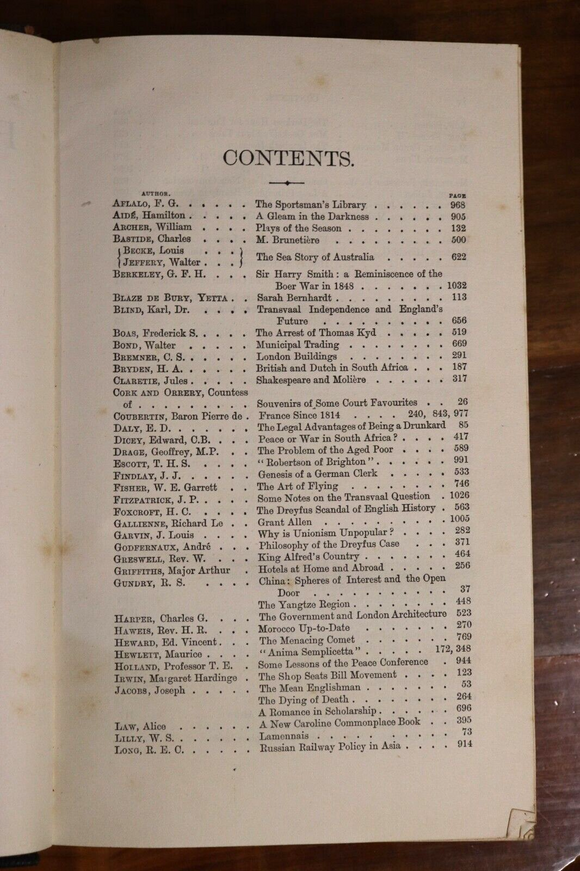 CONTENTS.
AUTHOR. PAGE
AFLALO, F. G. . . . . . The Sportsman's Library . . . . . . 968
AIDÉ, Hamilton . . . . . A Gleam in the Darkness . . . . . . 905
ARCHER, William . . . . Plays of the Season . . . . . . . 132
BASTIDE, Charles . . . . M. Brunetière . . . . . . . . 500
{BECKE, Louis . . . }
{JEFFERY, Walter . . . } The Sea Story of Australia . . . . . 622
BERKELEY, G. F. H. . . . Sir Harry Smith : a Reminiscence of the
Boer War in 1848 . . . . . . . 1032
BLAZE DE BURY, YETTA . . Sarah Bernhardt . . . . . . . . . 113
BLIND, Karl, Dr. . . . . Transvaal Independence and England's
Future . . . . . . . . . 656
BOAS, Frederick S. . . . . The Arrest of Thomas Kyd . . . . . 519
BOND, Walter . . . . . Municipal Trading . . . . . . . 669
BREMNER, C. S. . . . . . London Buildings . . . . . . . . 291
BRYDEN, H. A. . . . . . British and Dutch in South Africa . . . 187
CLARETIE, Jules . . . . . Shakespeare and Molière . . . . . . 317
CORK AND ORRERY, Countess
of . . . . . . . . . Souvenirs of Some Court Favourites . . 26
COUBERTIN, Baron Pierre de . France Since 1814 . . . . 240, 843, 977
DALY, E. D. . . . . . . The Legal Advantages of Being a Drunkard 85
DICEY, Edward, C.B. . . . Peace or War in South Africa ? . . . . 417
DRAGE, Geoffrey, M.P. . . The Problem of the Aged Poor . . . . 589
ESCOTT, T. H. S. . . . . "Robertson of Brighton" . . . . . . 991
FINDLAY, J. J. . . . . . Genesis of a German Clerk . . . . . 533
FISHER, W. E. Garrett . . The Art of Flying . . . . . . . 746
FITZPATRICK, J. P. . . . . Some Notes on the Transvaal Question . 1026
FOXCROFT, H. C. . . . . The Dreyfus Scandal of English History . 563
GALLIENNE, Richard Le . . Grant Allen . . . . . . . . . 1005
GARVIN, J. Louis . . . . Why is Unionism Unpopular ? . . . . 282
GODFERNAUX, André . . . Philosophy of the Dreyfus Case . . . . 371
GRESWELL, Rev. W. . . . King Alfred's Country . . . . . . 464
GRIFFITHS, Major Arthur . Hotels at Home and Abroad . . . . . 256
GUNDRY, R. S. . . . . China: Spheres of Interest and the Open
Door . . . . . . . . . . 37
The Yangtze Region . . . . . . . . 448
HARPER, Charles G. . . . The Government and London Architecture 523
HAWEIS, Rev. H. R. . . . Morocco Up-to-Date . . . . . . . 270
HEWARD, Ed. Vincent . . . The Menacing Comet . . . . . . . 769
HEWLETT, Maurice . . . . "Anima Semplicetta" . . . . . 172, 348
HOLLAND, Professor T. E. . Some Lessons of the Peace Conference . 944
IRWIN, Margaret Hardinge . The Shop Seats Bill Movement . . . . 123
JACOBS, Joseph . . . . . The Mean Englishman . . . . . . . 53
The Dying of Death . . . . . . . . 264
A Romance in Scholarship . . . . . . 696
LAW, Alice . . . . . . A New Caroline Commonplace Book . . 395
LILLY, W. S. . . . . . . Lamennais . . . . . . . . . 73
LONG, R. E. C. . . . . . Russian Railway Policy in Asia . . . . 914